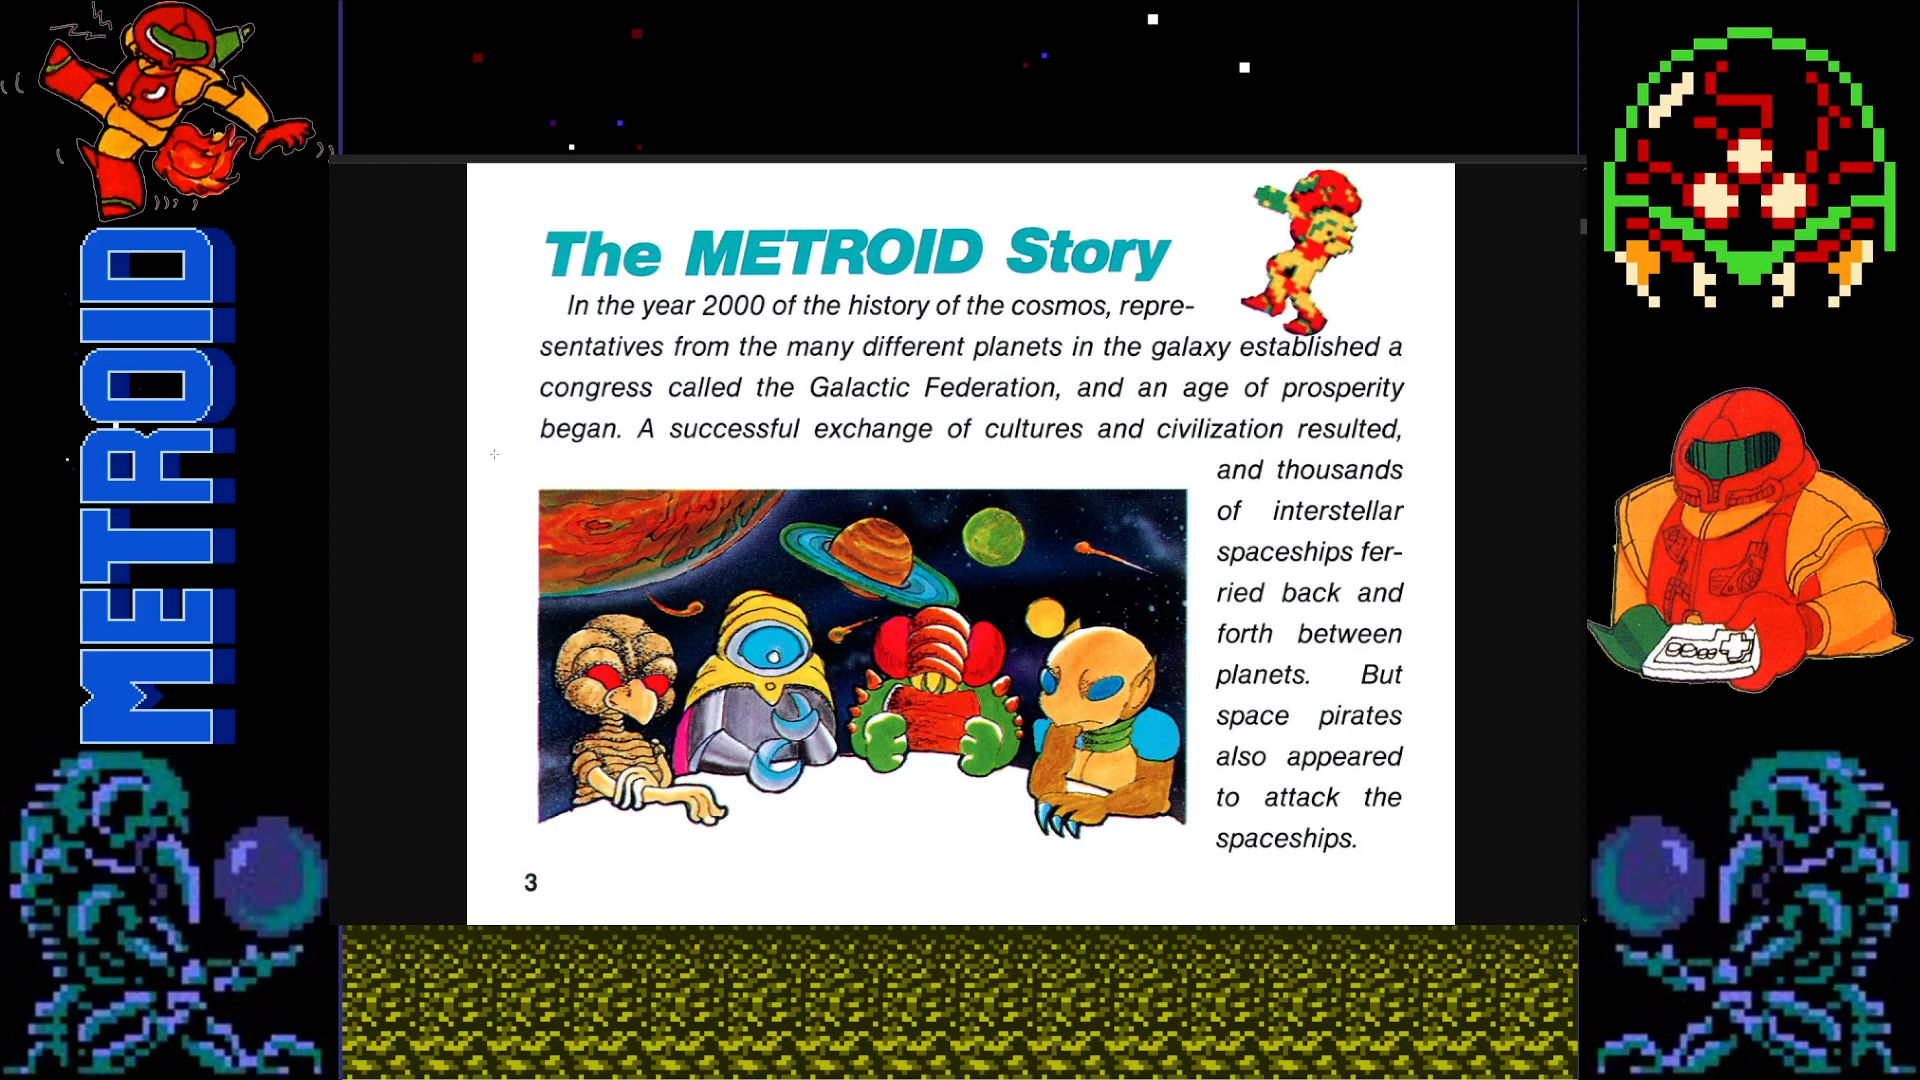 METROID
The METROID Story
In the year 2000 of the history of the cosmos, repre-
sentatives from the many different planets in the galaxy established a
congress called the Galactic Federation, and an age of prosperity
began. A successful exchange of cultures and civilization resulted,
and thousands
of interstellar
spaceships fer-
ried back and
forth between
planets. But
space pirates
also appeared
to attack the
spaceships.
3